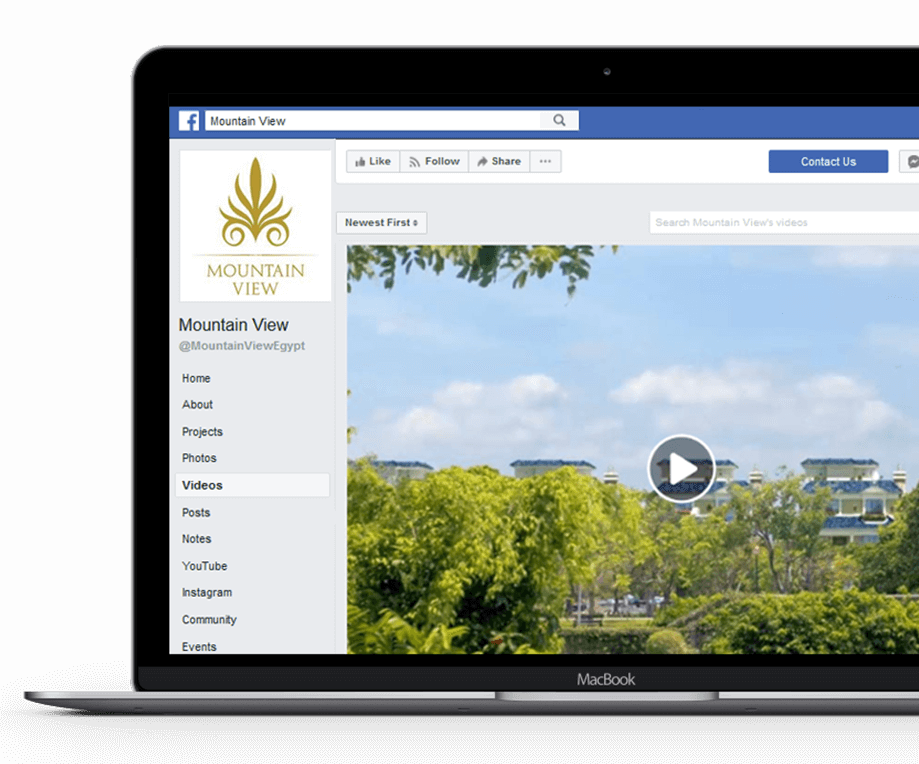 Mountain View
Like
Follow
Share
Contact Us
MOUNTAIN
VIEW
Newest First
Search Mountain View's videos
Mountain View
@MountainViewEgypt
Home
About
Projects
Photos
Videos
Posts
Notes
YouTube
Instagram
Community
Events
MacBook